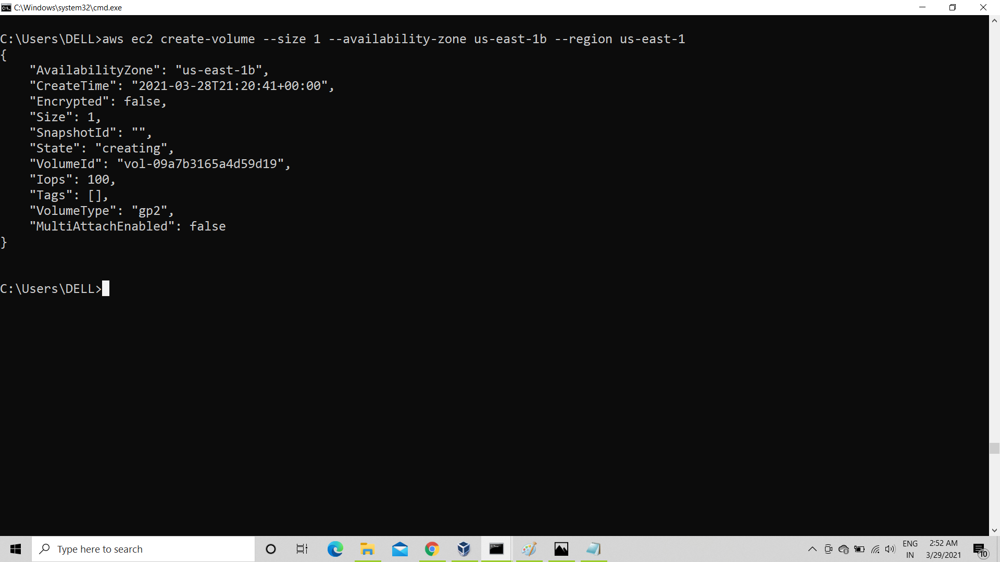 C:\Windows\system32\cmd.exe
C:\Users\DELL>aws ec2 create-volume --size 1 --availability-zone us-east-1b --region us-east-1
{
    "AvailabilityZone": "us-east-1b",
    "CreateTime": "2021-03-28T21:20:41+00:00",
    "Encrypted": false,
    "Size": 1,
    "SnapshotId": "",
    "State": "creating",
    "VolumeId": "vol-09a7b3165a4d59d19",
    "Iops": 100,
    "Tags": [],
    "VolumeType": "gp2",
    "MultiAttachEnabled": false
}
C:\Users\DELL>
Type here to search
ENG
IN
2:52 AM
3/29/2021
10